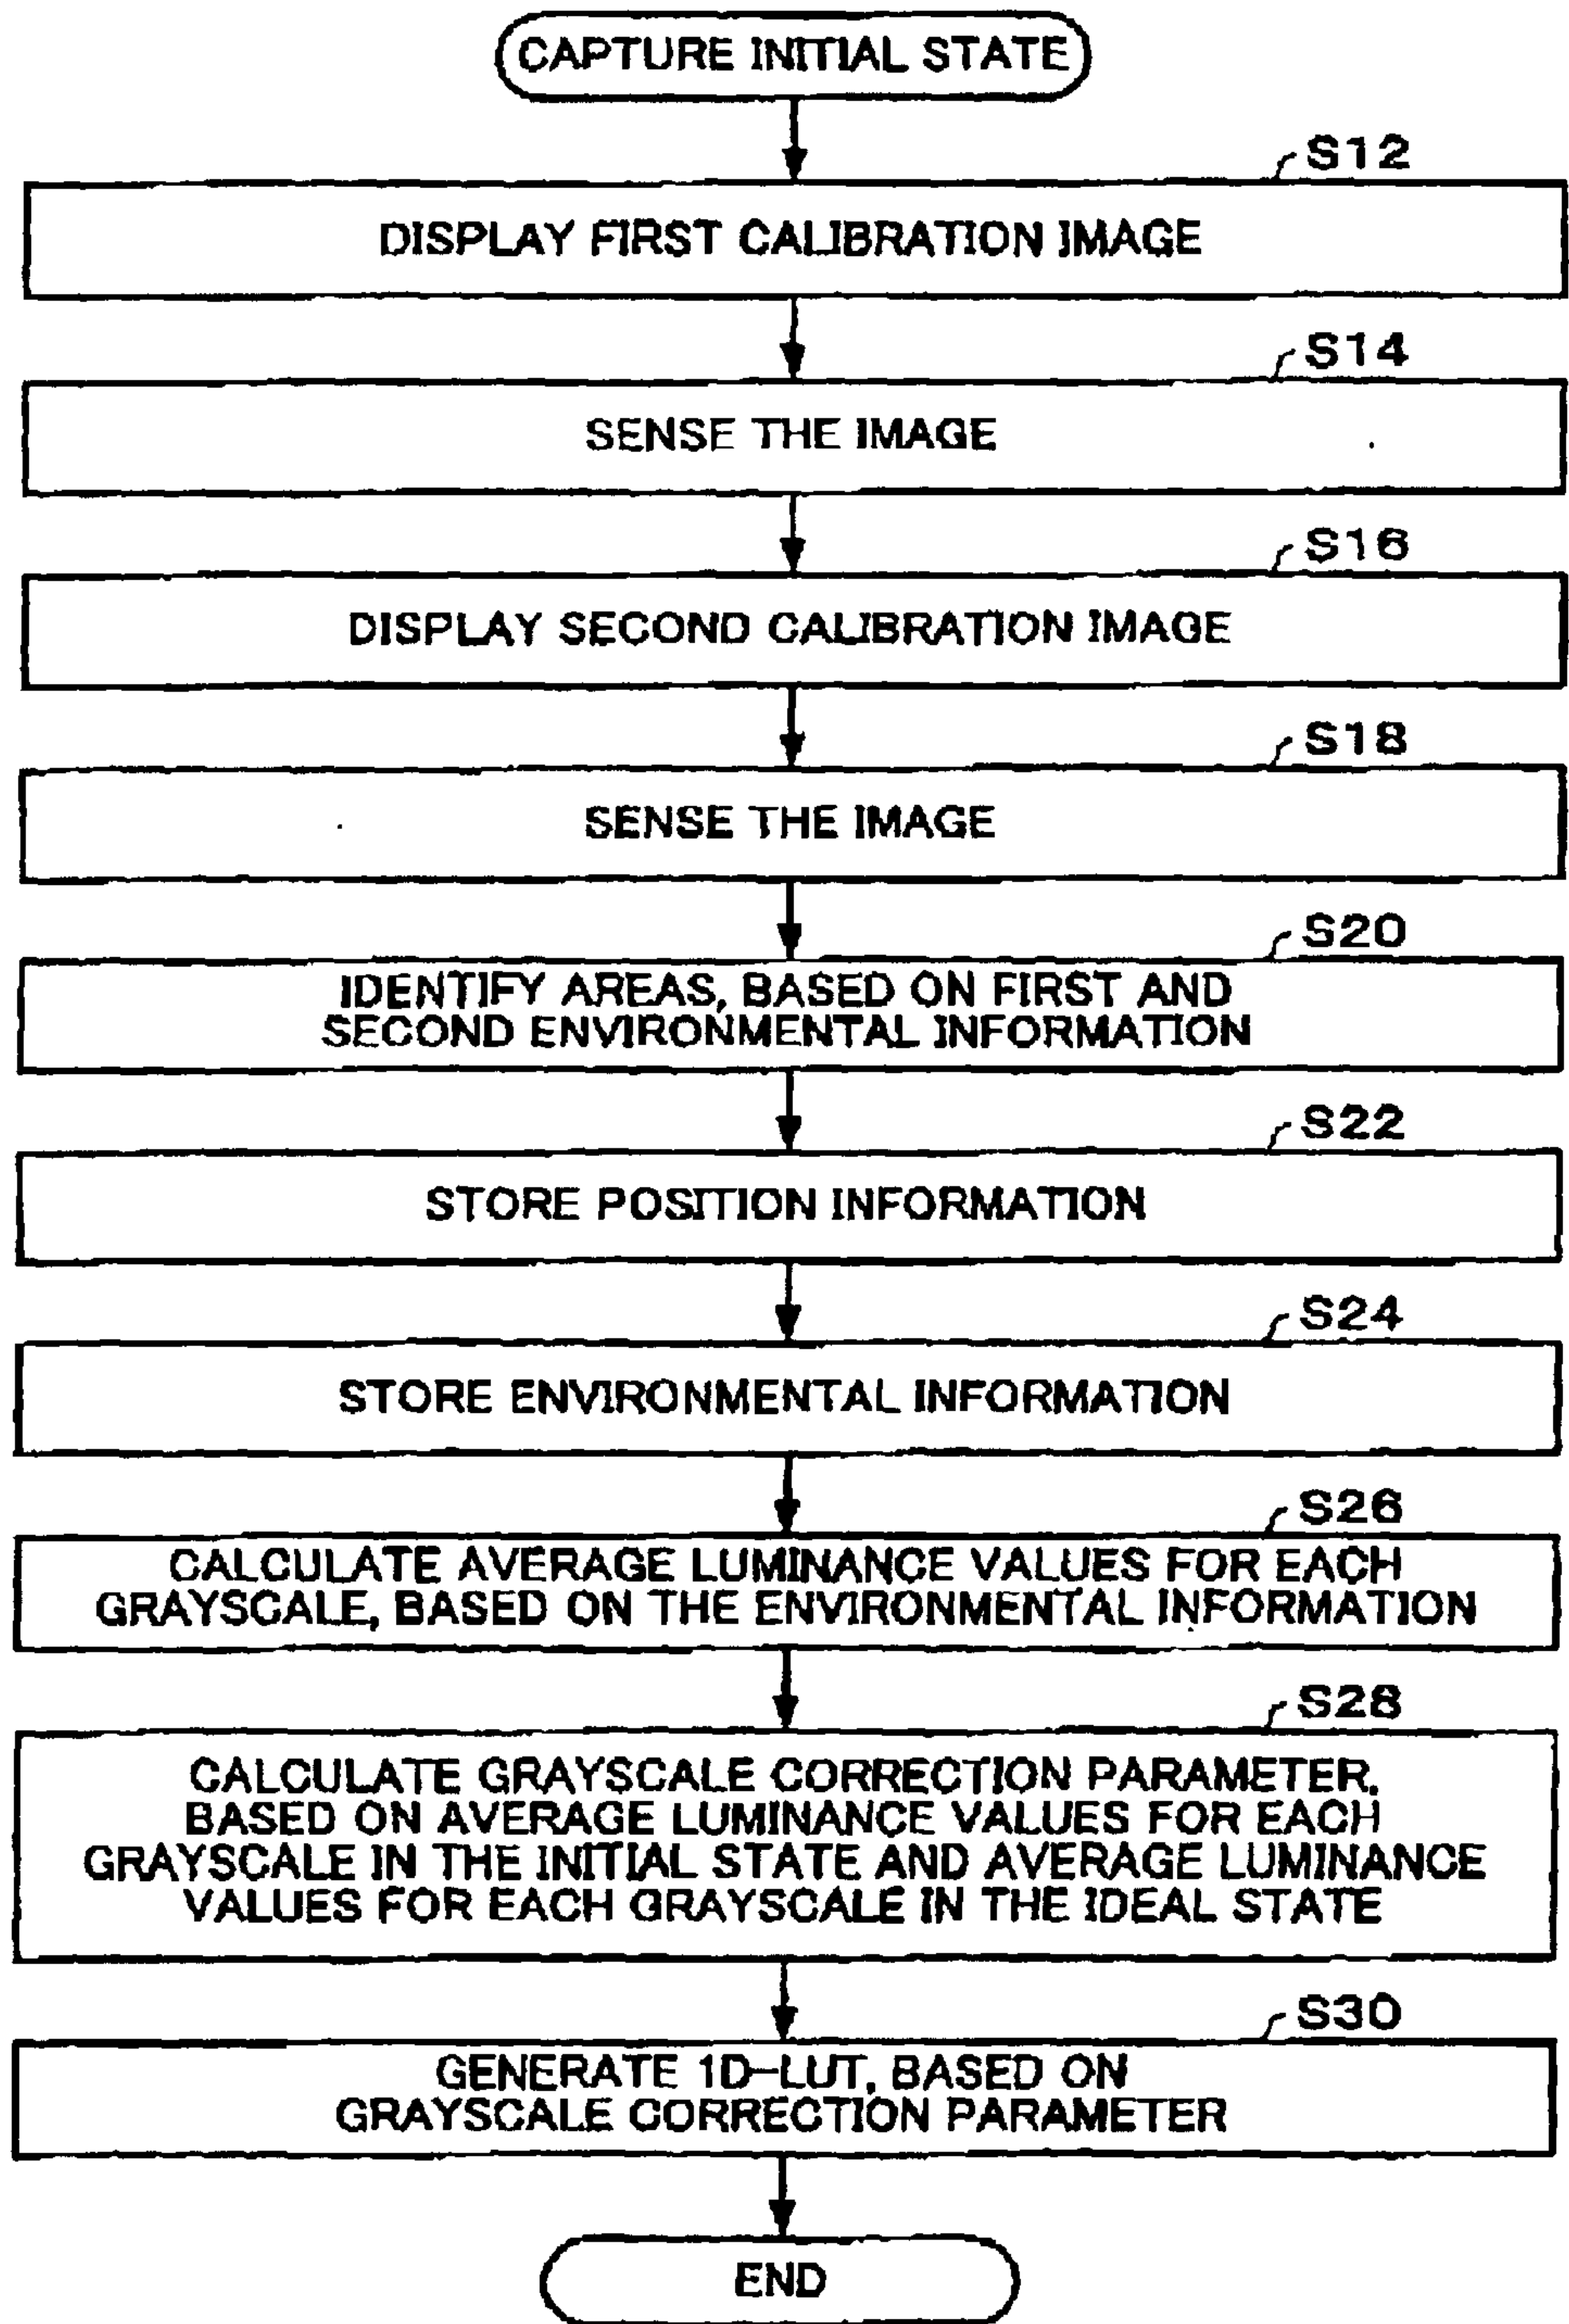 CAPTURE INITIAL STATE
S12
DISPLAY FIRST CALIBRATION IMAGE
S14
SENSE THE IMAGE
S16
DISPLAY SECOND CALIBRATION IMAGE
S18
SENSE THE IMAGE
S20
IDENTIFY AREAS, BASED ON FIRST AND
SECOND ENVIRONMENTAL INFORMATION
S22
STORE POSITION INFORMATION
S24
STORE ENVIRONMENTAL INFORMATION
S26
CALCULATE AVERAGE LUMINANCE VALUES FOR EACH
GRAYSCALE, BASED ON THE ENVIRONMENTAL INFORMATION
S28
CALCULATE GRAYSCALE CORRECTION PARAMETER,
BASED ON AVERAGE LUMINANCE VALUES FOR EACH
GRAYSCALE IN THE INITIAL STATE AND AVERAGE LUMINANCE
VALUES FOR EACH GRAYSCALE IN THE IDEAL STATE
S30
GENERATE 1D-LUT, BASED ON
GRAYSCALE CORRECTION PARAMETER
END